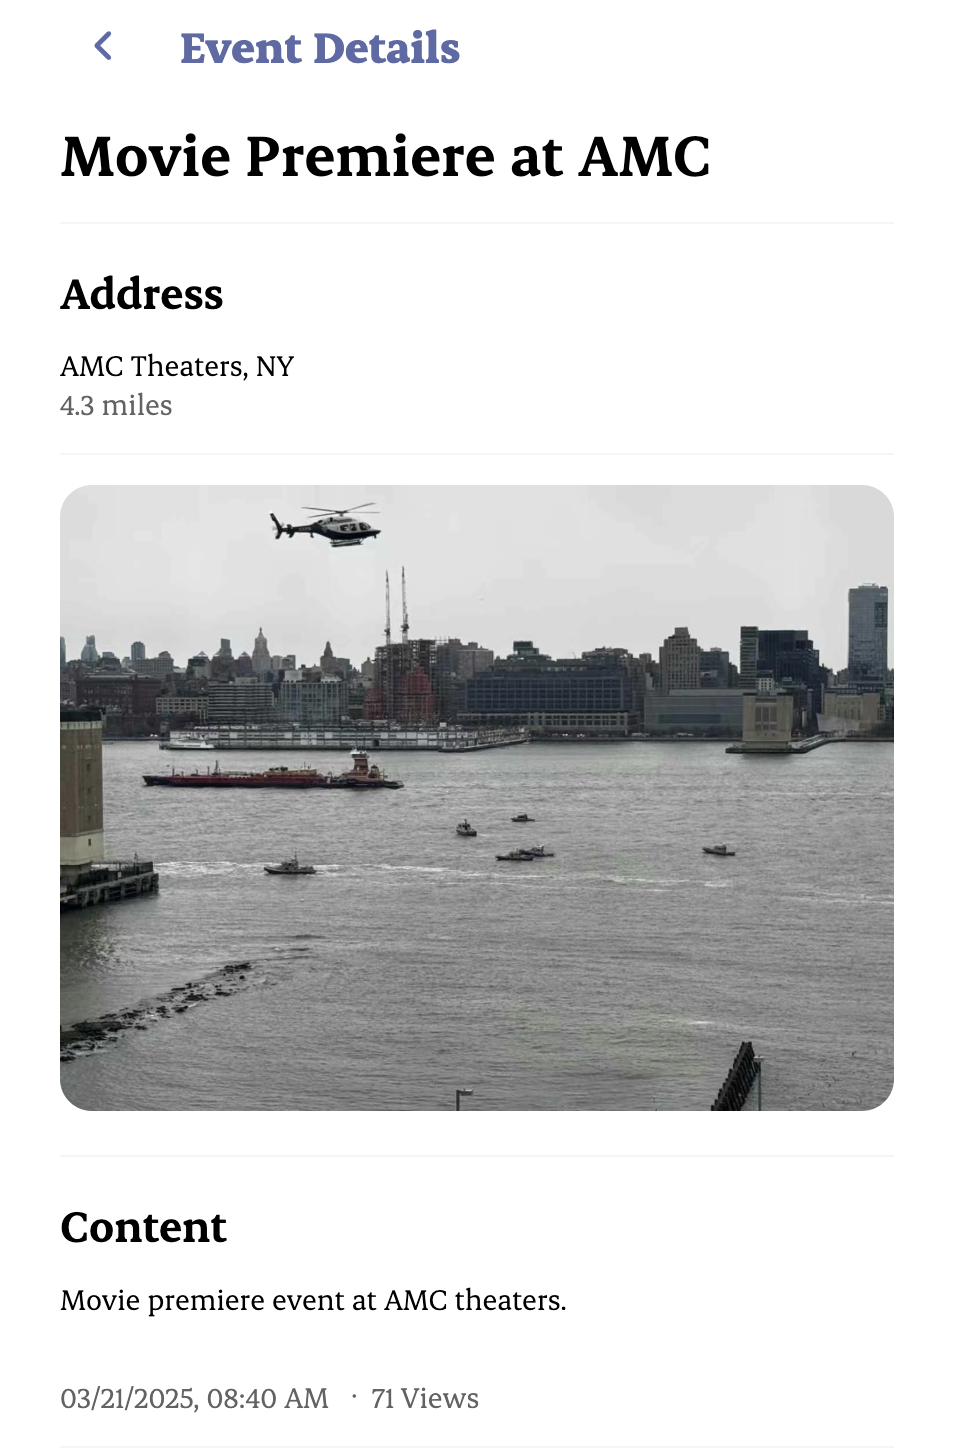 Event Details
Movie Premiere at AMC
Address
AMC Theaters, NY
4.3 miles
Content
Movie premiere event at AMC theaters.
03/21/2025, 08:40 AM · 71 Views